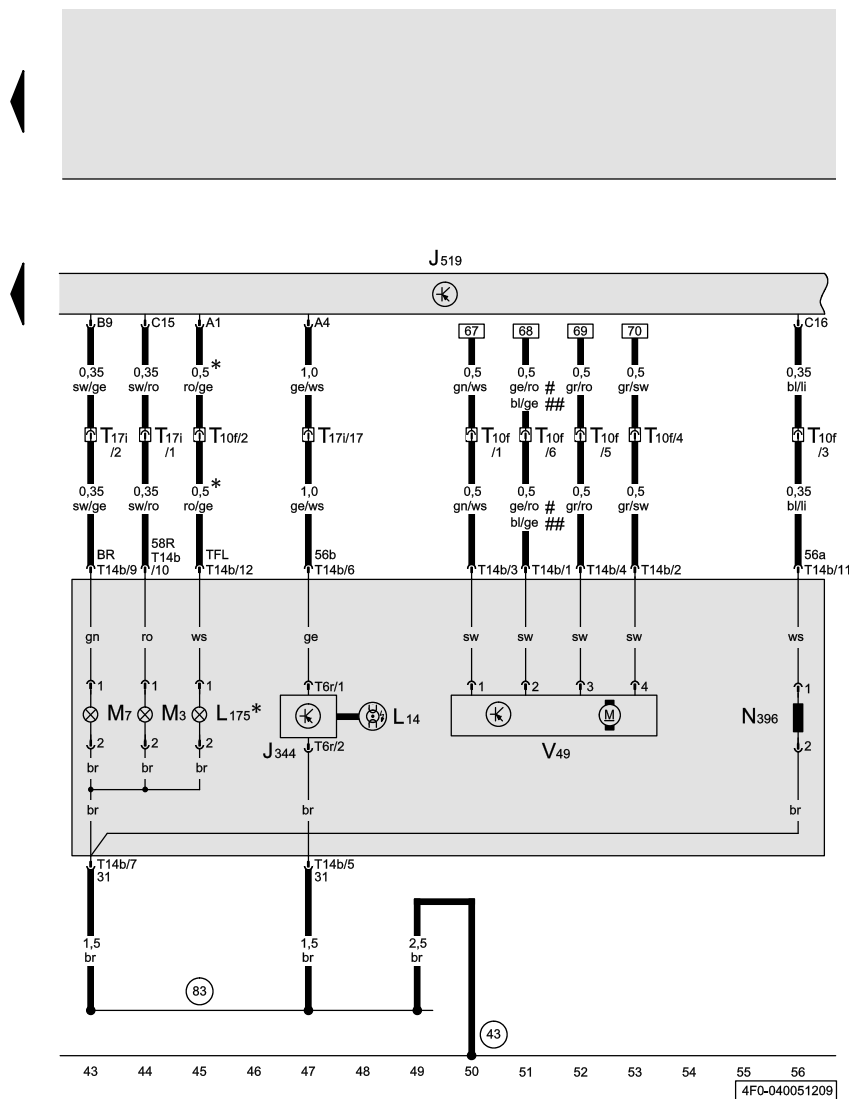 J519
B9 C15 A1 A4 67 68 69 70 C16
0,35 0,35 0,5 * 1,0 0,5 0,5 0,5 0,5 0,35
sw/ge sw/ro ro/ge ge/ws gn/ws ge/ro # gr/ro gr/sw bl/li
bl/ge ##
T17i T17i T10f/2 T17i/17 T10f T10f T10f T10f/4 T10f
/2 /1 /1 /6 /5 /3
0,35 0,35 0,5 * 1,0 0,5 0,5 0,5 0,5 0,35
sw/ge sw/ro ro/ge ge/ws gn/ws ge/ro # gr/ro gr/sw bl/li
bl/ge ##
58R
BR T14b TFL 56b 56a
T14b/9 /10 T14b/12 T14b/6 T14b/3 T14b/1 T14b/4 T14b/2 T14b/11
gn ro ws ge sw sw sw sw ws
1 1 1 T6r/1 1 2 3 4 1
M7 M3 L175* L14 M N396
2 2 2 J344 T6r/2 V49 2
br br br
br br br
T14b/7 T14b/5
31 31
1,5 1,5 2,5
br br br
83
43
43 44 45 46 47 48 49 50 51 52 53 54 55 56
4F0-040051209